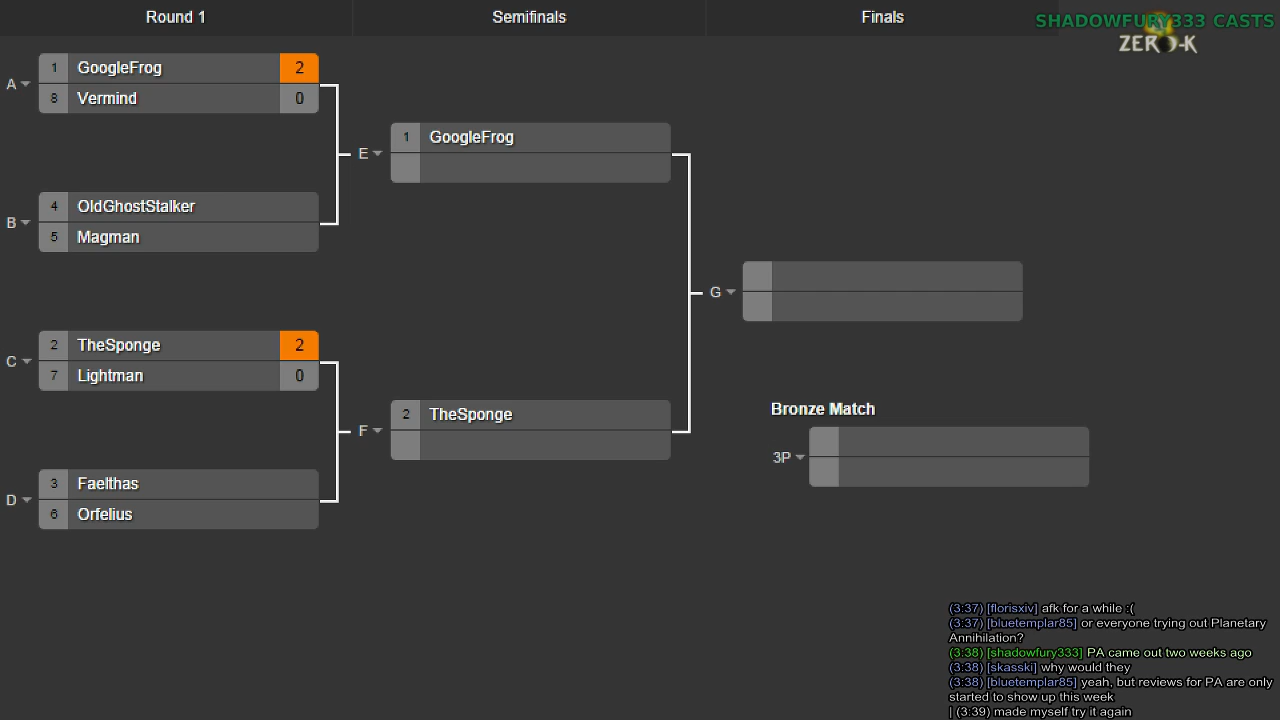 Round 1
Semifinals
Finals
SHADOWFURY333 CASTS
ZERO-K
A
1 GoogleFrog 2
8 Vermind 0
E
1 GoogleFrog
B
4 OldGhostStalker
5 Magman
G
C
2 TheSponge 2
7 Lightman 0
F
2 TheSponge
Bronze Match
3P
D
3 Faelthas
6 Orfelius
(3:37) [florisxiv] afk for a while :(
(3:37) [bluetemplar85] or everyone trying out Planetary
Annihilation?
(3:38) [shadowfury333] PA came out two weeks ago
(3:38) [skasski] why would they
(3:38) [bluetemplar85] yeah, but reviews for PA are only
started to show up this week
| (3:39) made myself try it again